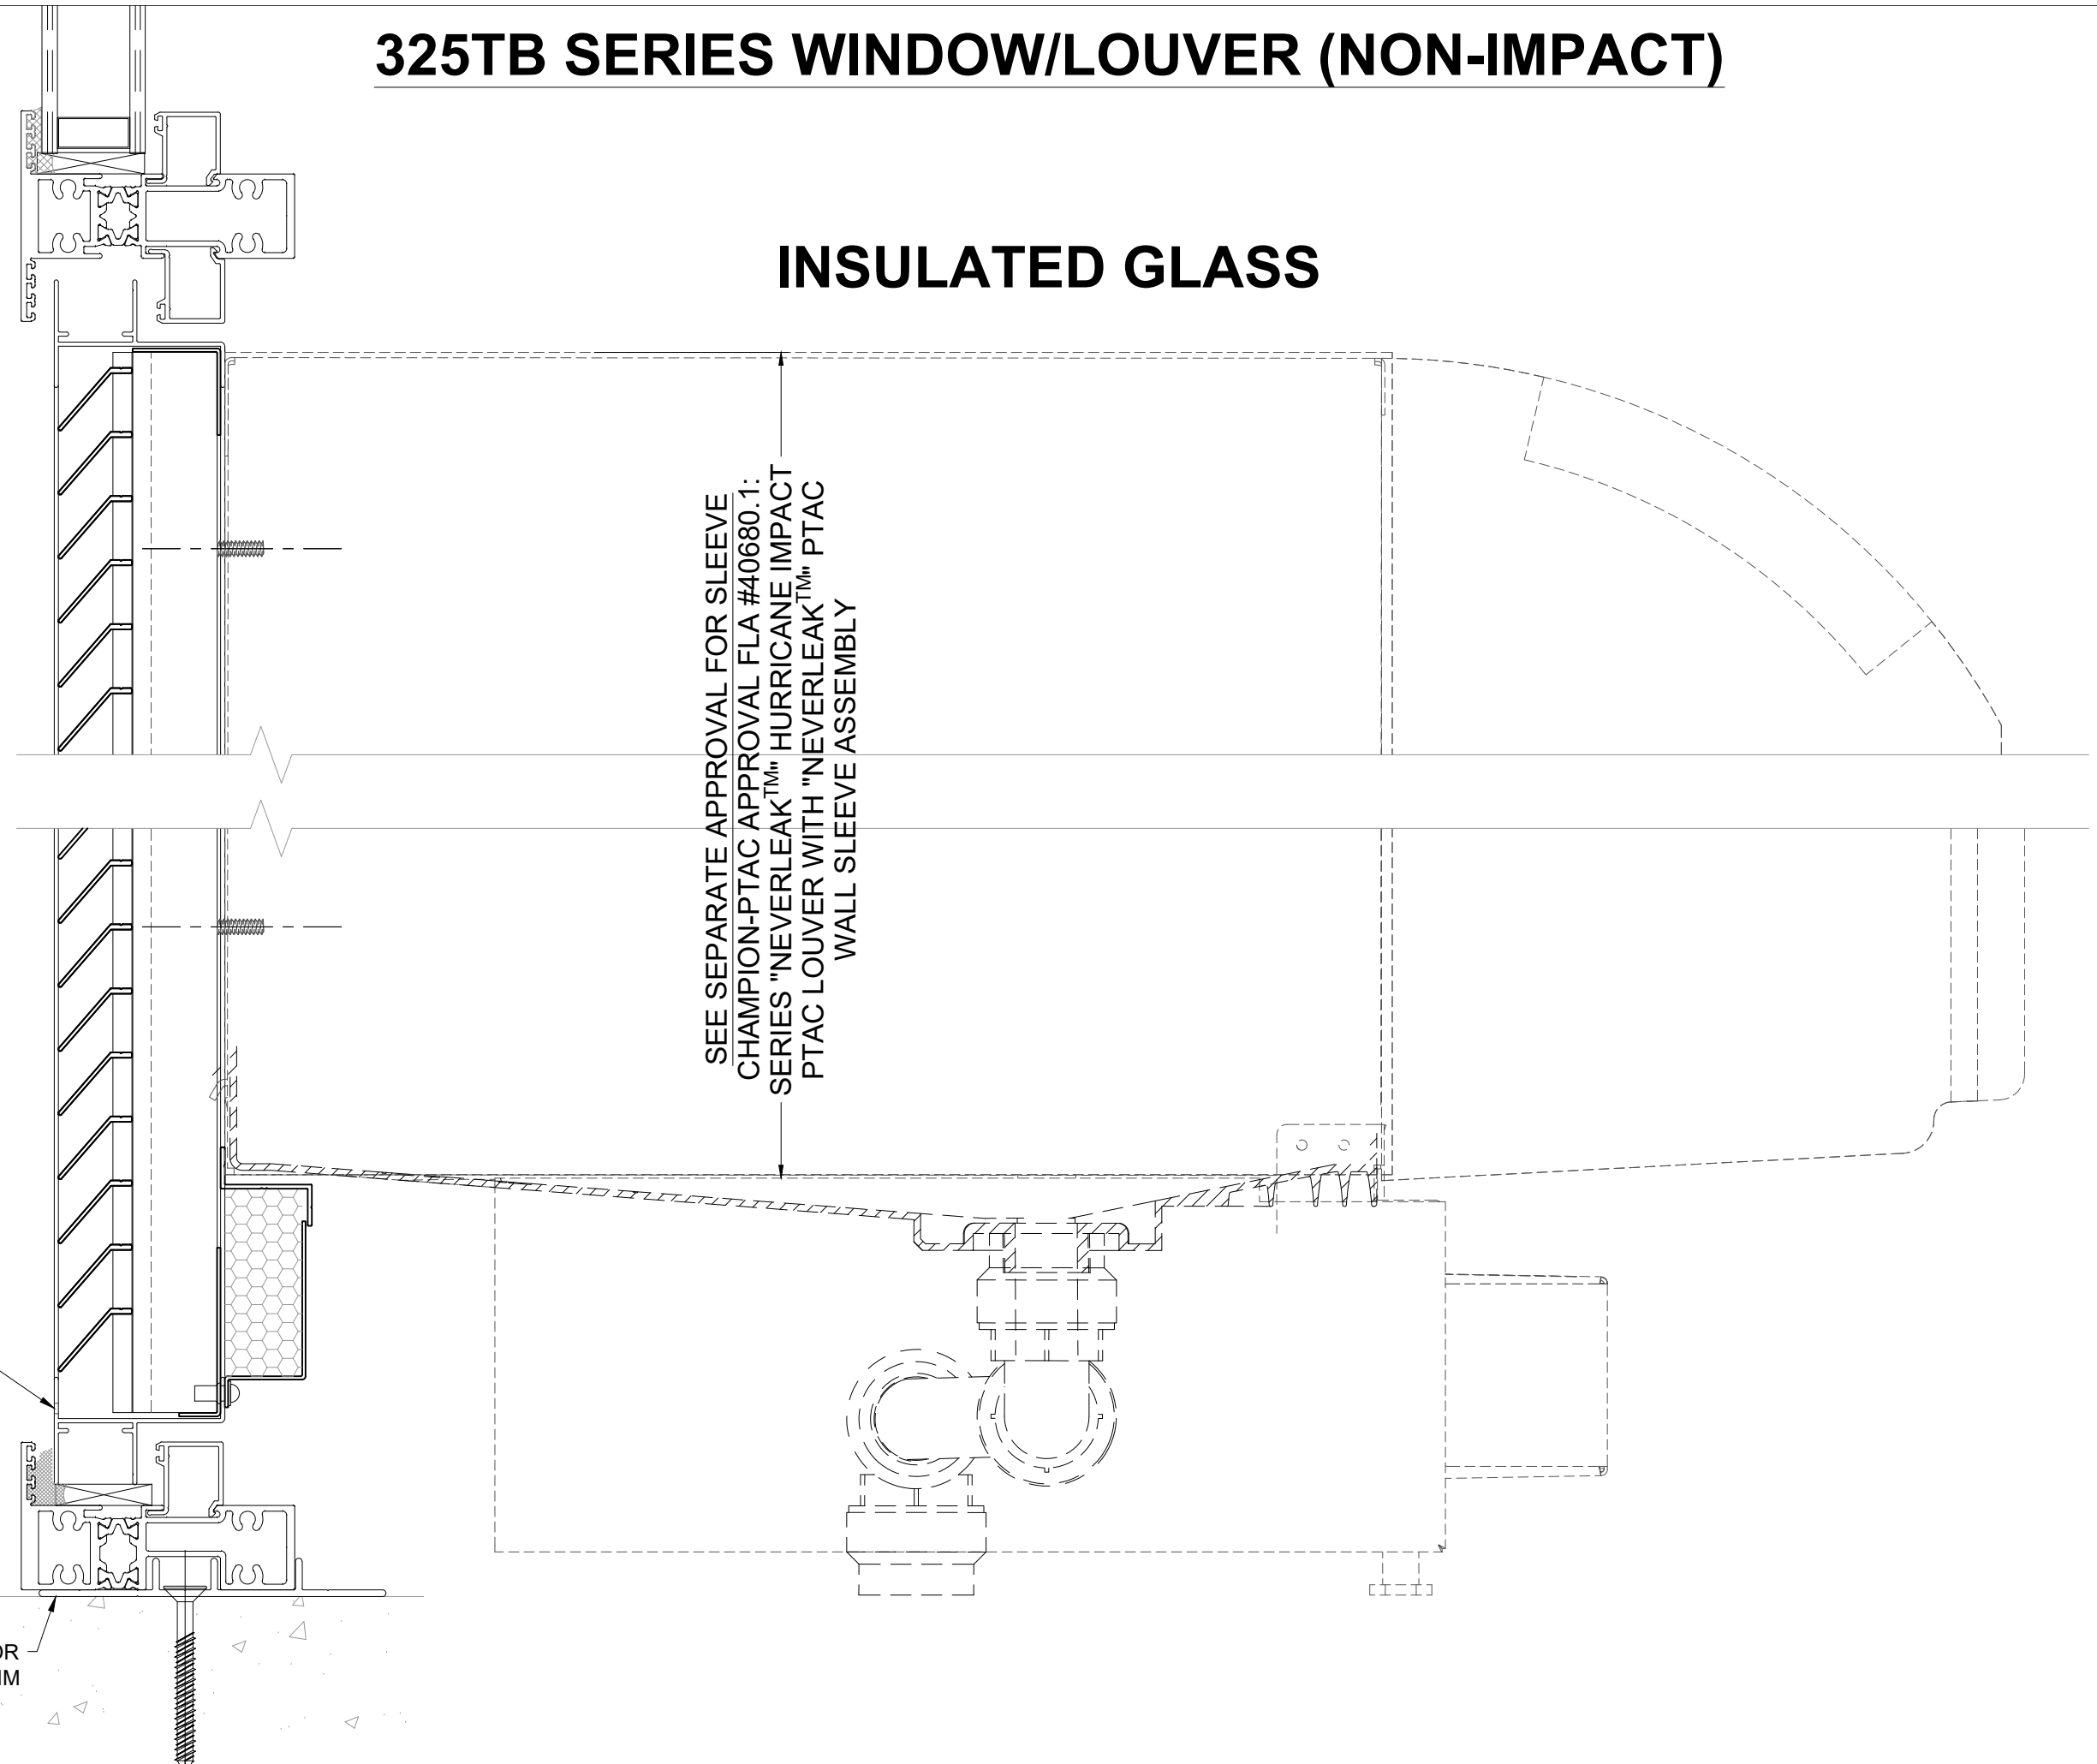 325TB SERIES WINDOW/LOUVER (NON-IMPACT)
INSULATED GLASS
SEE SEPARATE APPROVAL FOR SLEEVE
CHAMPION-PTAC APPROVAL FLA #40680.1:
SERIES "NEVERLEAK™" HURRICANE IMPACT
PTAC LOUVER WITH "NEVERLEAK™" PTAC
WALL SLEEVE ASSEMBLY